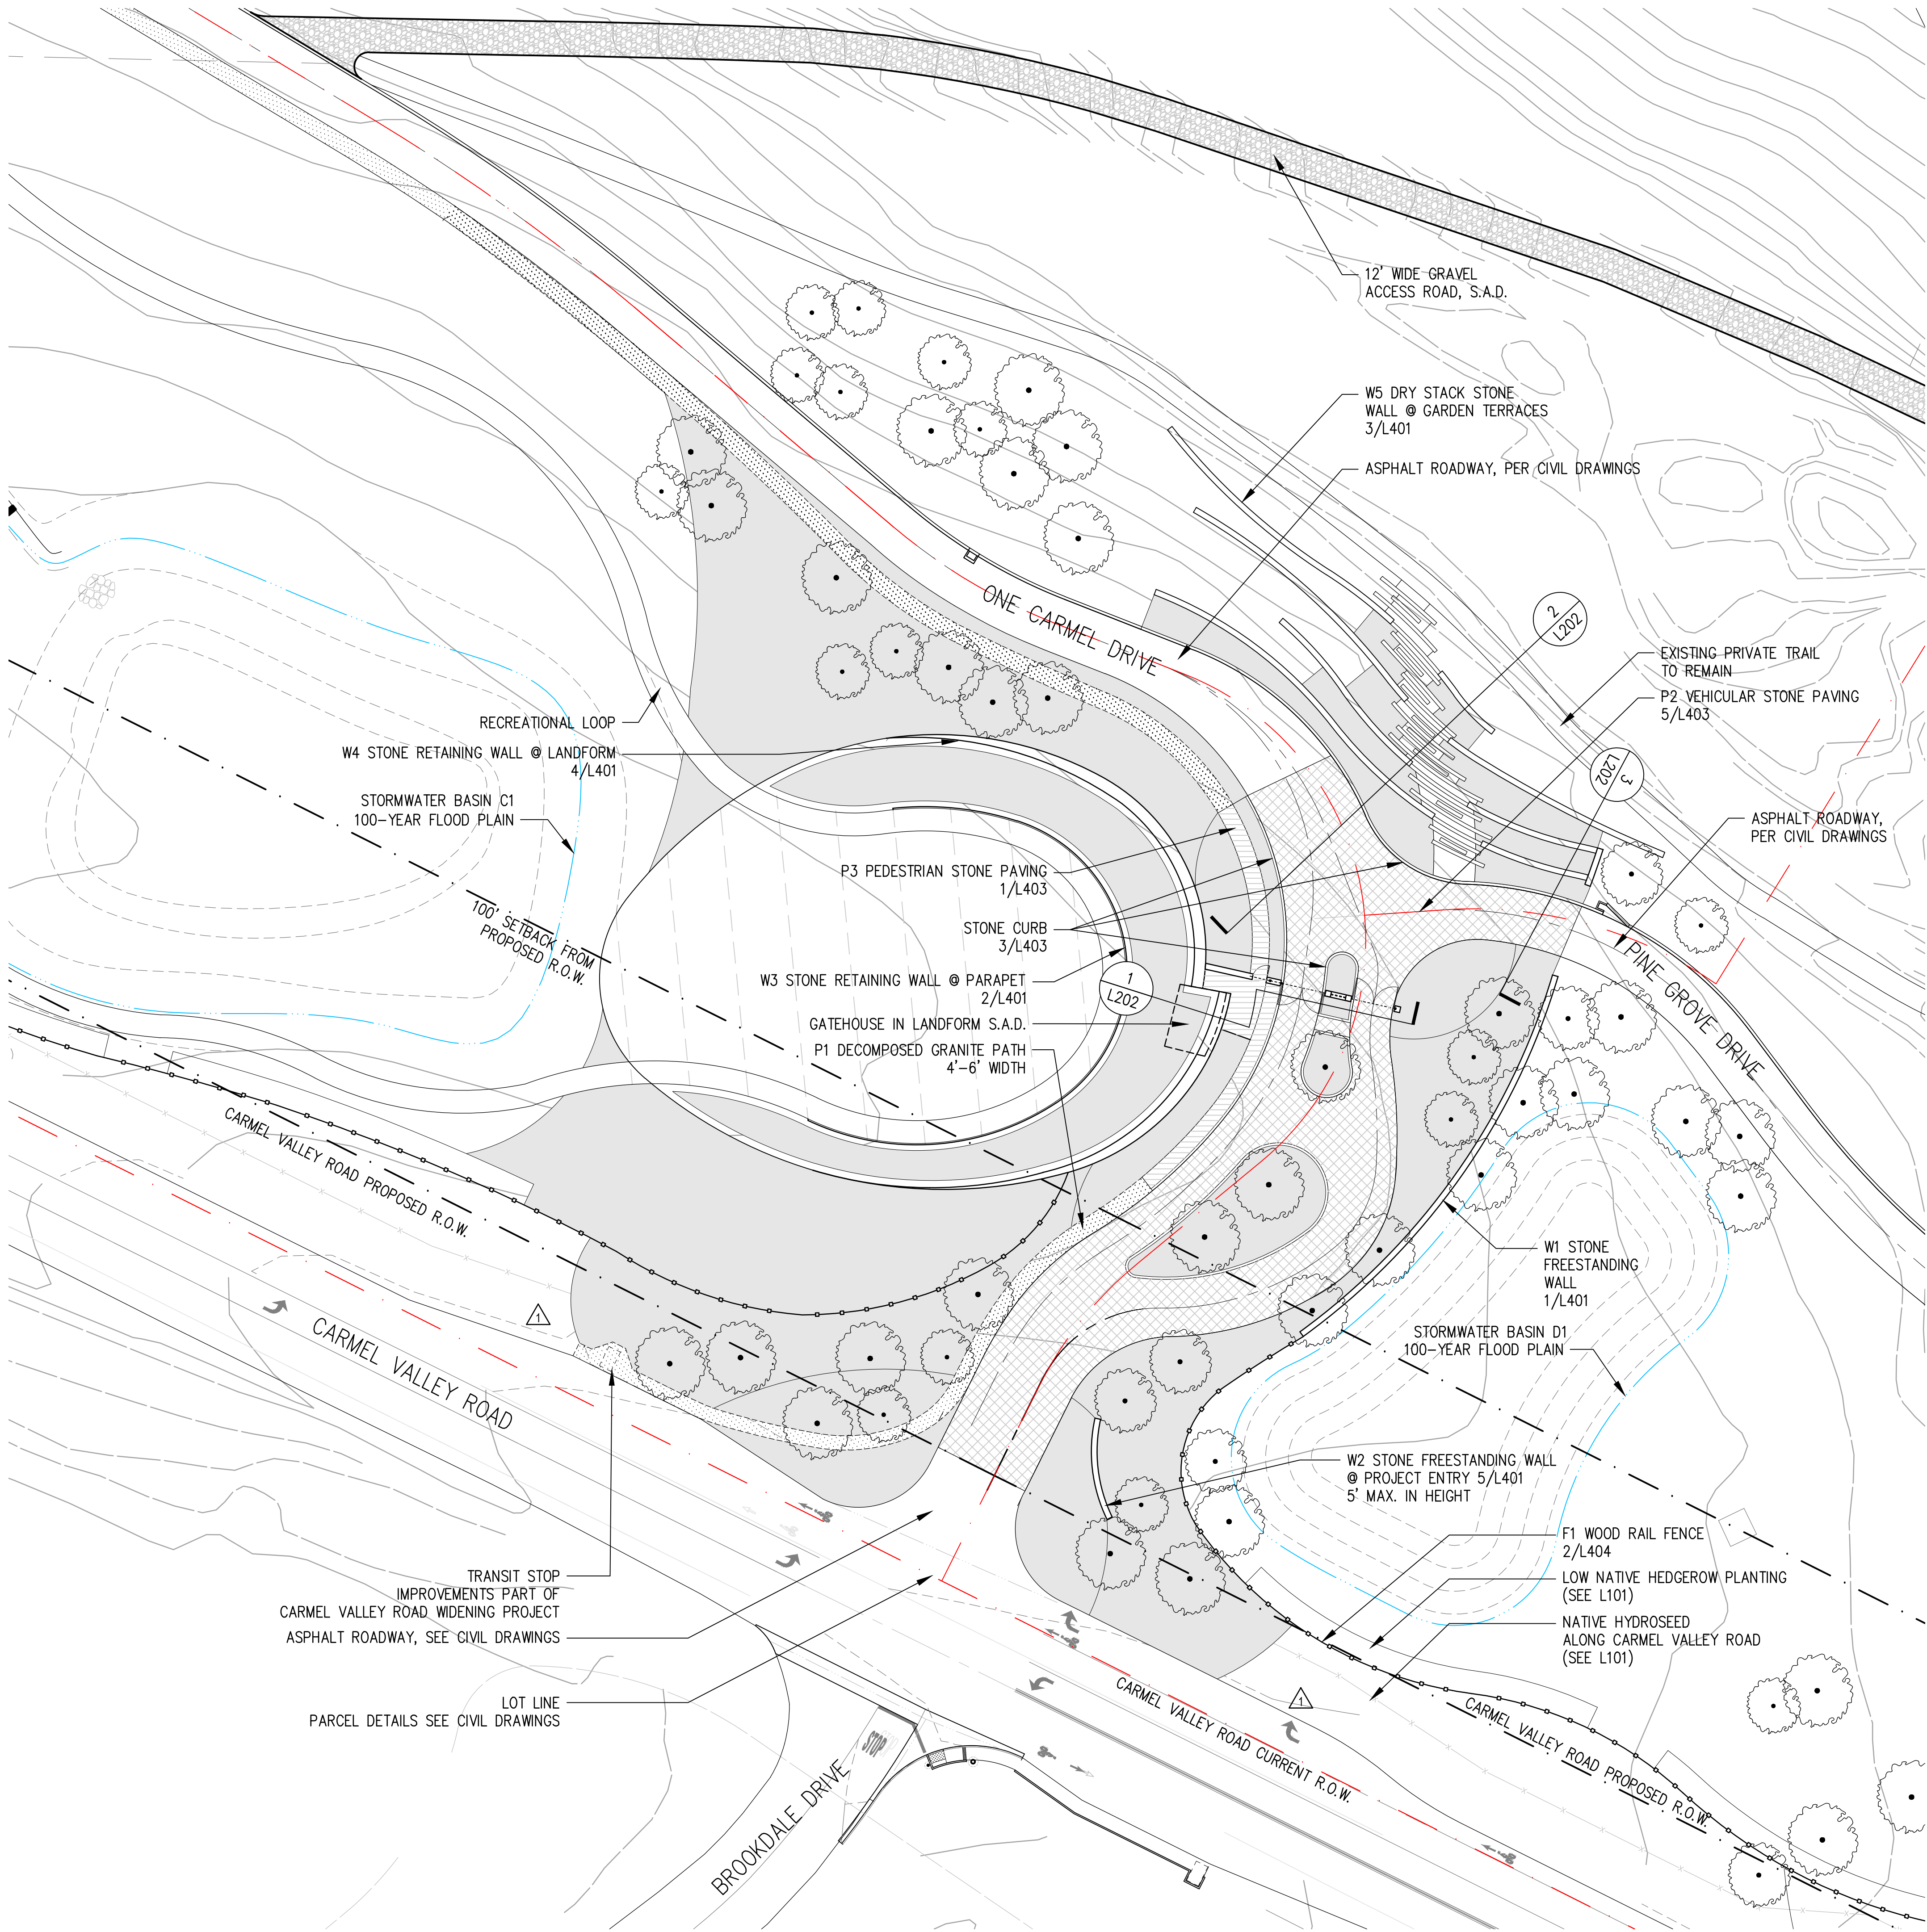 12' WIDE GRAVEL
ACCESS ROAD, S.A.D.
W5 DRY STACK STONE
WALL @ GARDEN TERRACES
3/L401
ASPHALT ROADWAY, PER CIVIL DRAWINGS
ONE CARMEL DRIVE
2
L202
EXISTING PRIVATE TRAIL
TO REMAIN
P2 VEHICULAR STONE PAVING
5/L403
3
L202
ASPHALT ROADWAY,
PER CIVIL DRAWINGS
RECREATIONAL LOOP
W4 STONE RETAINING WALL @ LANDFORM
4/L401
STORMWATER BASIN C1
100-YEAR FLOOD PLAIN
100' SETBACK FROM
PROPOSED R.O.W.
P3 PEDESTRIAN STONE PAVING
1/L403
STONE CURB
3/L403
W3 STONE RETAINING WALL @ PARAPET
2/L401
1
L202
GATEHOUSE IN LANDFORM S.A.D.
P1 DECOMPOSED GRANITE PATH
4'-6' WIDTH
PINE GROVE DRIVE
CARMEL VALLEY ROAD PROPOSED R.O.W.
W1 STONE
FREESTANDING
WALL
1/L401
STORMWATER BASIN D1
100-YEAR FLOOD PLAIN
1
CARMEL VALLEY ROAD
W2 STONE FREESTANDING WALL
@ PROJECT ENTRY 5/L401
5' MAX. IN HEIGHT
F1 WOOD RAIL FENCE
2/L404
LOW NATIVE HEDGEROW PLANTING
(SEE L101)
NATIVE HYDROSEED
ALONG CARMEL VALLEY ROAD
(SEE L101)
TRANSIT STOP
IMPROVEMENTS PART OF
CARMEL VALLEY ROAD WIDENING PROJECT
ASPHALT ROADWAY, SEE CIVIL DRAWINGS
LOT LINE
PARCEL DETAILS SEE CIVIL DRAWINGS
1
CARMEL VALLEY ROAD CURRENT R.O.W.
CARMEL VALLEY ROAD PROPOSED R.O.W.
STOP
BROOKDALE DRIVE